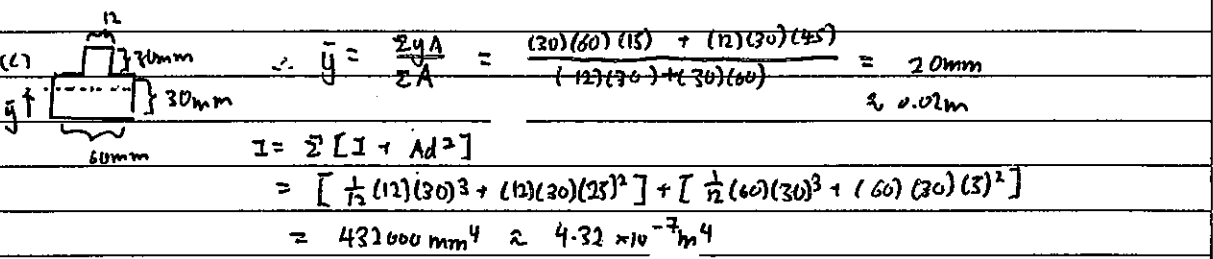 12
(c) }30mm ∴ ȳ = ΣyA / ΣA = ((30)(60)(15) + (12)(30)(45)) / ((12)(30)+(30)(60)) = 20mm
ȳ↑ }30mm ≈ 0.02m
60mm I = Σ[I + Ad²]
= [1/12 (12)(30)³ + (12)(30)(25)²] + [1/12 (60)(30)³ + (60)(30)(5)²]
= 432000 mm⁴ ≈ 4.32 ×10⁻⁷m⁴